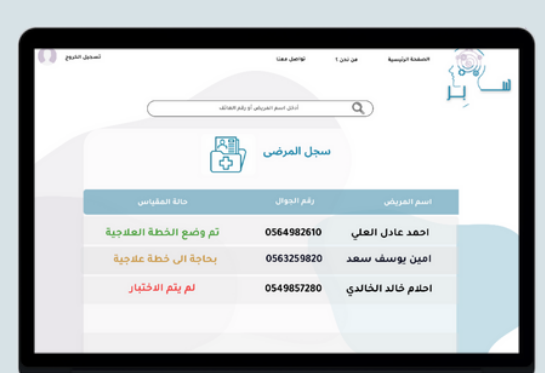 الصفحة الرئيسية من نحن ؟ تواصل معنا تسجيل الخروج
أدخل اسم المريض أو رقم الهاتف
سجل المرضى
اسم المريض رقم الجوال حالة المقياس
احمد عادل العلي 0564982610 تم وضع الخطة العلاجية
امين يوسف سعد 0563259820 بحاجة الى خطة علاجية
احلام خالد الخالدي 0549857280 لم يتم الاختبار